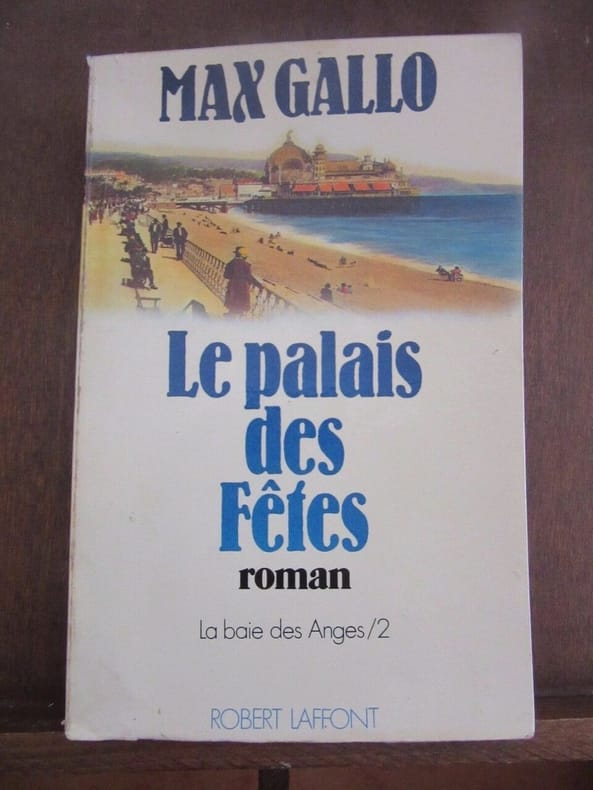 MAX GALLO
Le palais
des
Fêtes
roman
La baie des Anges/2
ROBERT LAFFONT